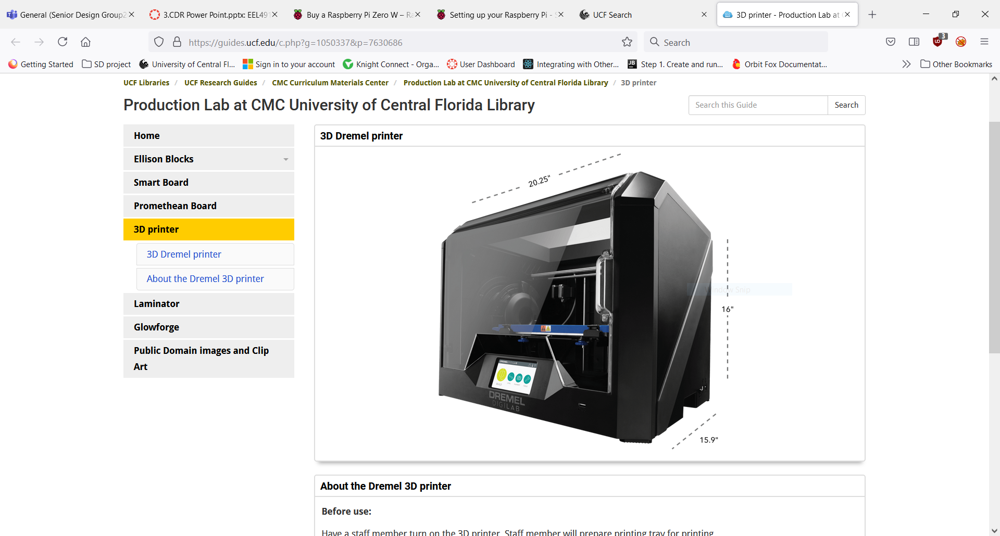 General (Senior Design Group2
3.CDR Power Point.pptx: EEL491
Buy a Raspberry Pi Zero W – Ra
Setting up your Raspberry Pi - S
UCF Search
3D printer - Production Lab at C
https://guides.ucf.edu/c.php?g=1050337&p=7630686
Search
3
Getting Started
SD project
University of Central Fl...
Sign in to your account
Knight Connect - Orga...
User Dashboard
Integrating with Other...
JB
Step 1. Create and run...
Orbit Fox Documentat...
Other Bookmarks
UCF Libraries / UCF Research Guides / CMC Curriculum Materials Center / Production Lab at CMC University of Central Florida Library / 3D printer
Production Lab at CMC University of Central Florida Library
Search this Guide
Search
Home
Ellison Blocks
Smart Board
Promethean Board
3D printer
3D Dremel printer
About the Dremel 3D printer
Laminator
Glowforge
Public Domain images and Clip
Art
3D Dremel printer
20.25"
Window Snip
16"
DREMEL
BUILD
DREMEL
DIGILAB
15.9"
About the Dremel 3D printer
Before use:
Have a staff member turn on the 3D printer. Staff member will prepare printing tray for printing